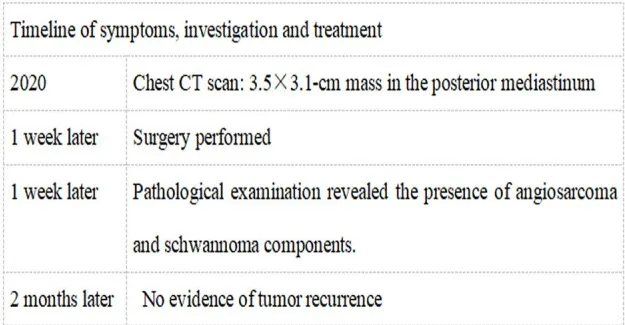 Timeline of symptoms, investigation and treatment
2020 Chest CT scan: 3.5×3.1-cm mass in the posterior mediastinum
1 week later Surgery performed
1 week later Pathological examination revealed the presence of angiosarcoma
and schwannoma components.
2 months later No evidence of tumor recurrence